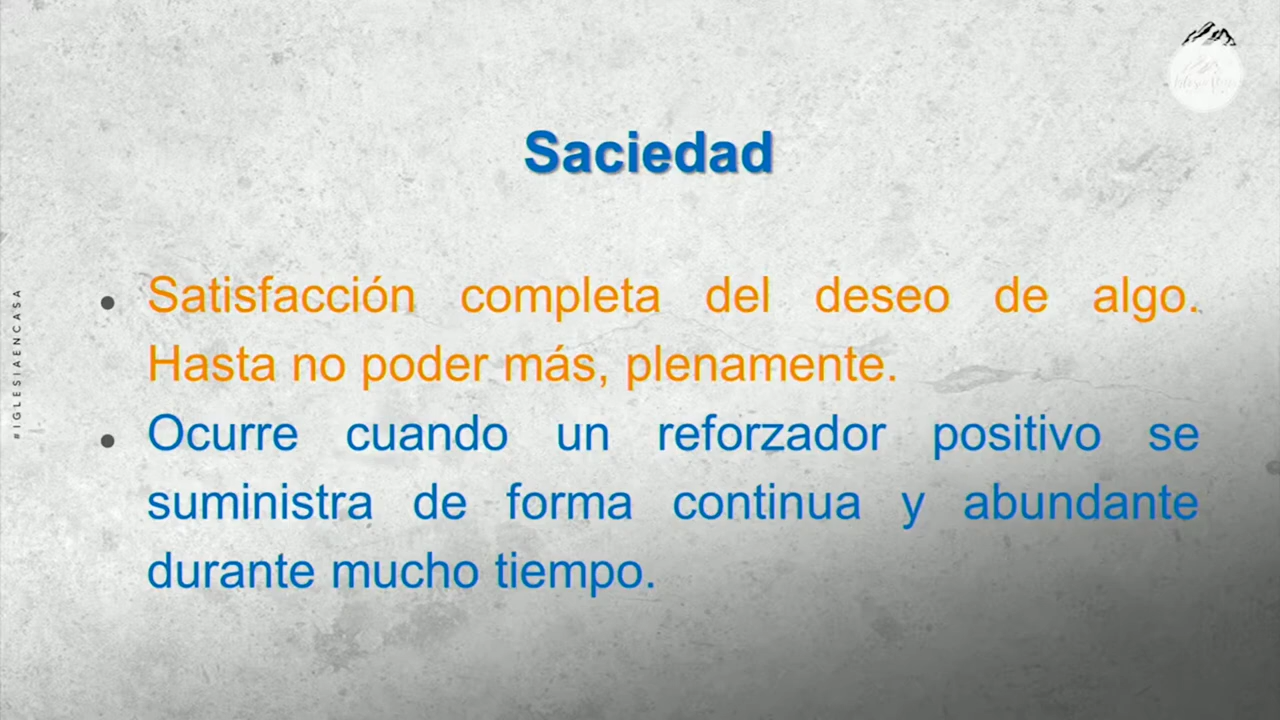 Saciedad
Satisfacción completa del deseo de algo.
Hasta no poder más, plenamente.
Ocurre cuando un reforzador positivo se
suministra de forma continua y abundante
durante mucho tiempo.
#IGLESIAENCASA